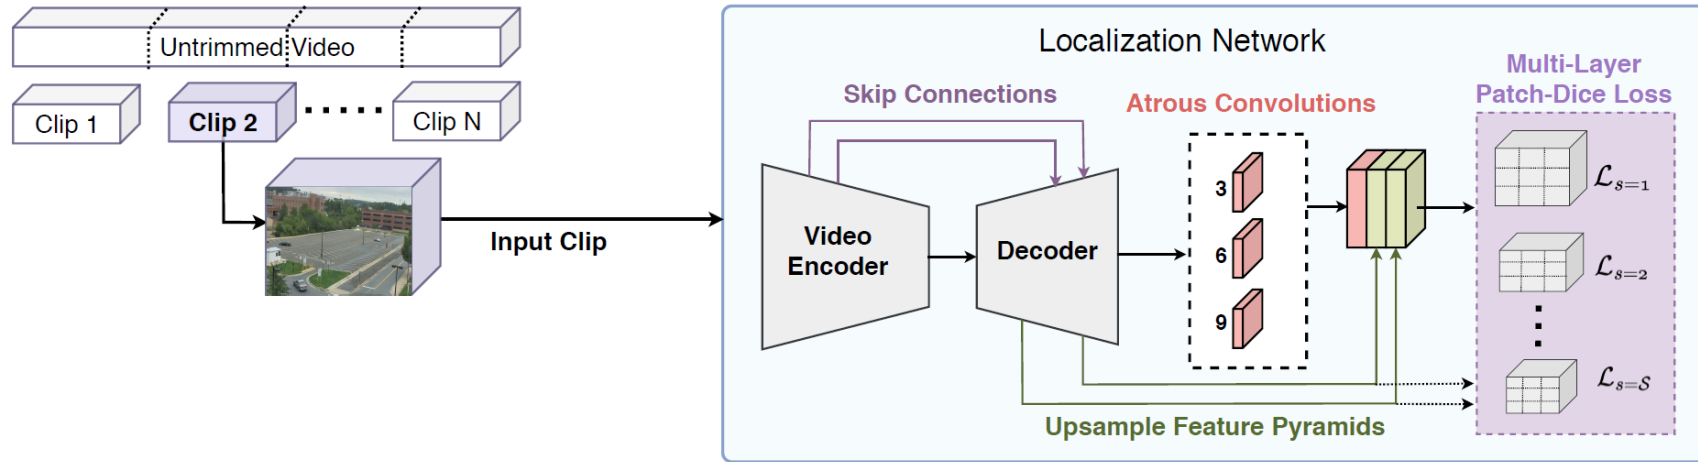 Untrimmed Video
Clip 1
Clip 2
Clip N
Input Clip
Localization Network
Skip Connections
Video
Encoder
Decoder
Atrous Convolutions
3
6
9
Upsample Feature Pyramids
Multi-Layer
Patch-Dice Loss
ℒs=1
ℒs=2
ℒs=𝒮